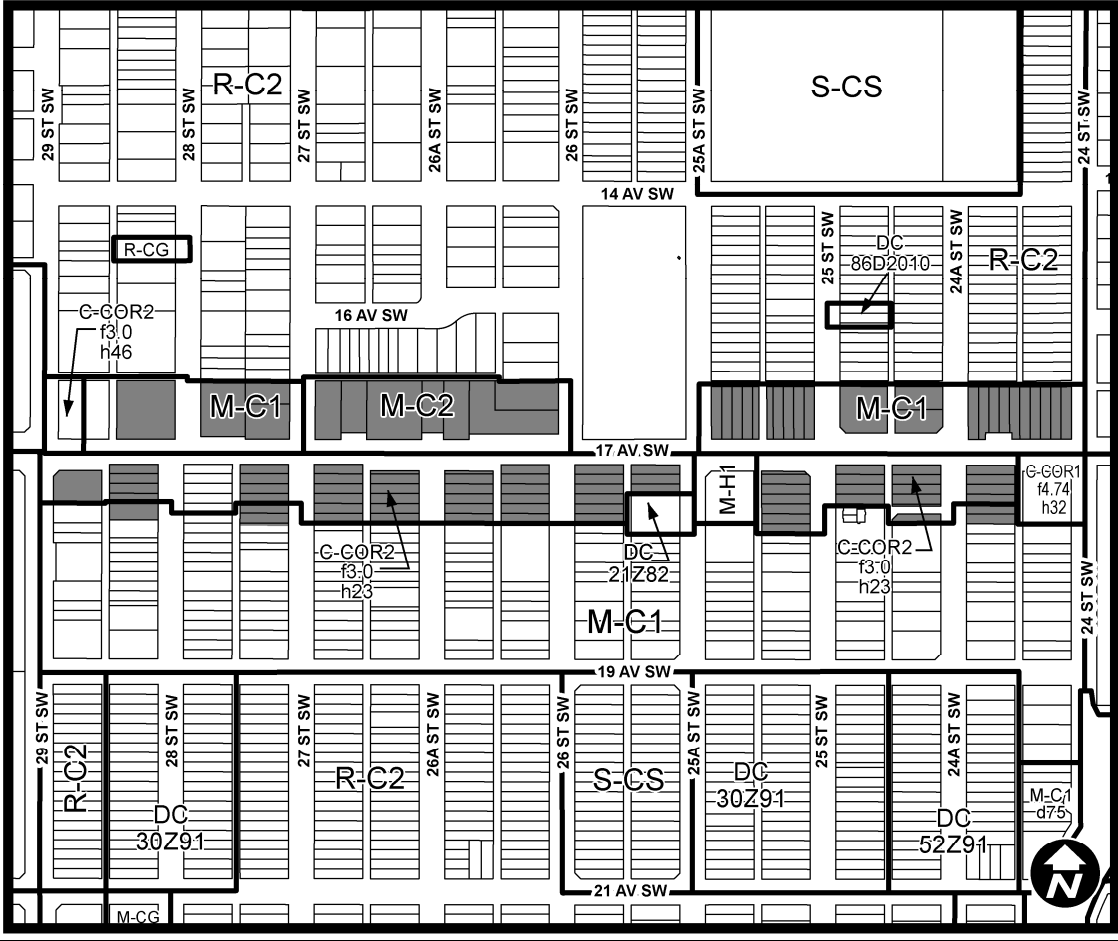 R-C2
S-CS
29 ST SW
28 ST SW
27 ST SW
26A ST SW
26 ST SW
25A ST SW
24 ST SW
14 AV SW
R-CG
25 ST SW
DC
86D2010
24A ST SW
R-C2
C-COR2
f3.0
h46
16 AV SW
M-C1
M-C2
M-C1
17 AV SW
M-H1
C-COR1
f4.74
h32
C-COR2
f3.0
h23
DC
21Z82
C-COR2
f3.0
h23
M-C1
24 ST SW
19 AV SW
29 ST SW
R-C2
28 ST SW
DC
30Z91
27 ST SW
R-C2
26A ST SW
26 ST SW
S-CS
25A ST SW
DC
30Z91
25 ST SW
24A ST SW
DC
52Z91
M-C1
d75
21 AV SW
M-CG
N